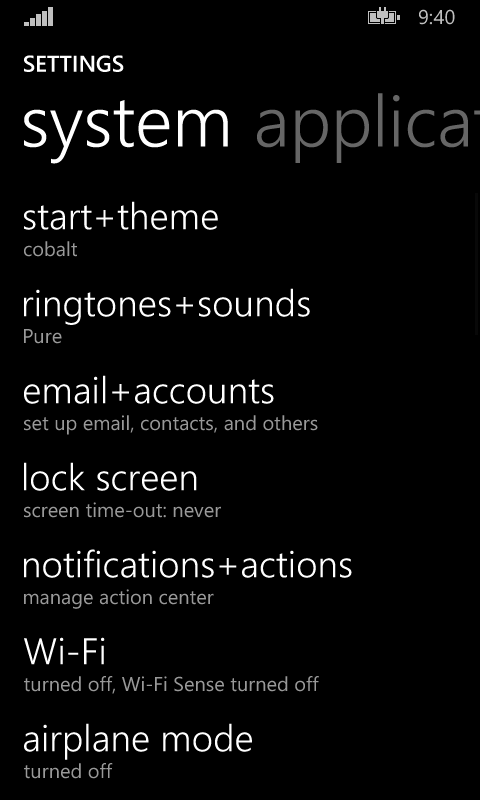 9:40
SETTINGS
system applicat
start+theme
cobalt
ringtones+sounds
Pure
email+accounts
set up email, contacts, and others
lock screen
screen time-out: never
notifications+actions
manage action center
Wi-Fi
turned off, Wi-Fi Sense turned off
airplane mode
turned off